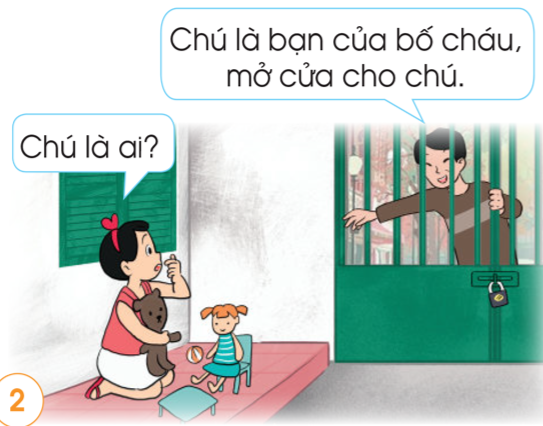 Chú là bạn của bố cháu,
mở cửa cho chú.
Chú là ai?
2